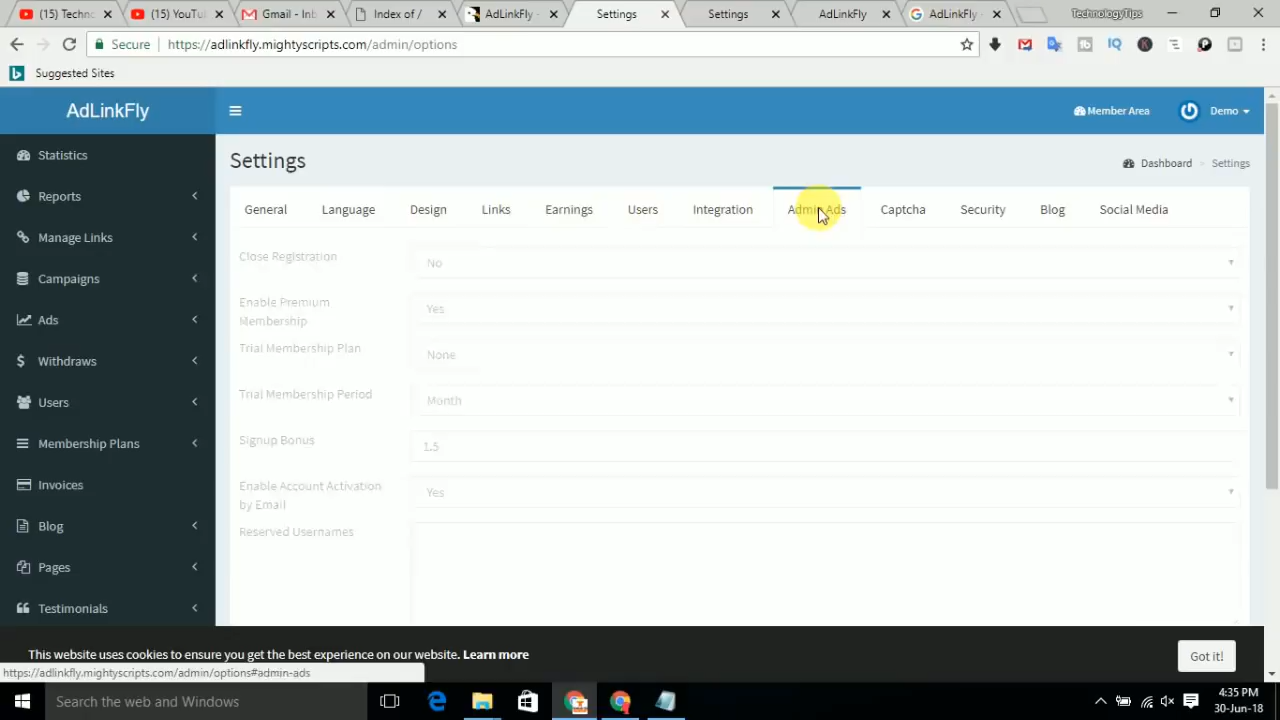 (15) Techno
(15) YouTu
Gmail - Inb
Index of /
AdLinkFly -
Settings
Settings
AdLinkFly
AdLinkFly -
TechnologyTips
Secure
https://adlinkfly.mightyscripts.com/admin/options
Suggested Sites
AdLinkFly
Member Area
Demo
Statistics
Reports
Manage Links
Campaigns
Ads
Withdraws
Users
Membership Plans
Invoices
Blog
Pages
Testimonials
Settings
Dashboard
Settings
General
Language
Design
Links
Earnings
Users
Integration
Admin Ads
Captcha
Security
Blog
Social Media
Close Registration
No
Enable Premium
Membership
Yes
Trial Membership Plan
None
Trial Membership Period
Month
Signup Bonus
1.5
Enable Account Activation
by Email
Yes
Reserved Usernames
This website uses cookies to ensure you get the best experience on our website. Learn more
Got it!
https://adlinkfly.mightyscripts.com/admin/options#admin-ads
Search the web and Windows
4:35 PM
30-Jun-18